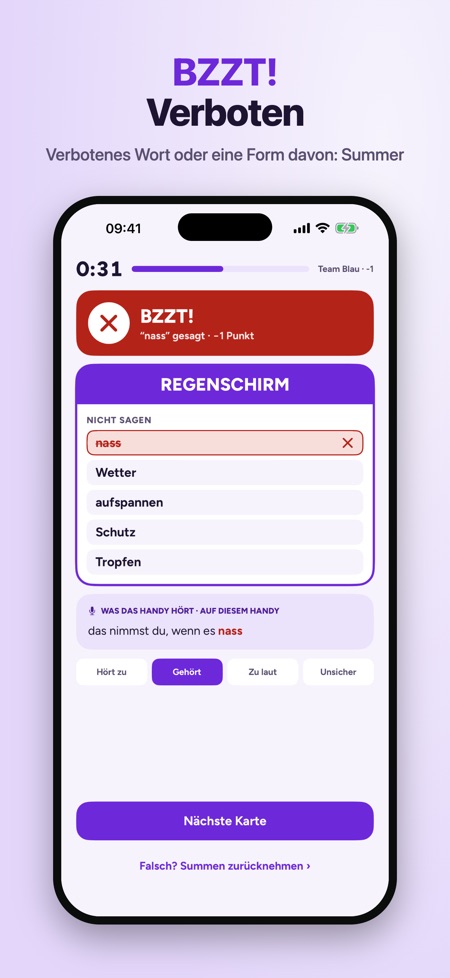 BZZT!
Verboten
Verbotenes Wort oder eine Form davon: Summer
09:41
0:31
Team Blau · -1
BZZT!
“nass” gesagt · −1 Punkt
REGENSCHIRM
NICHT SAGEN
nass
Wetter
aufspannen
Schutz
Tropfen
WAS DAS HANDY HÖRT · AUF DIESEM HANDY
das nimmst du, wenn es nass
Hört zu
Gehört
Zu laut
Unsicher
Nächste Karte
Falsch? Summen zurücknehmen ›